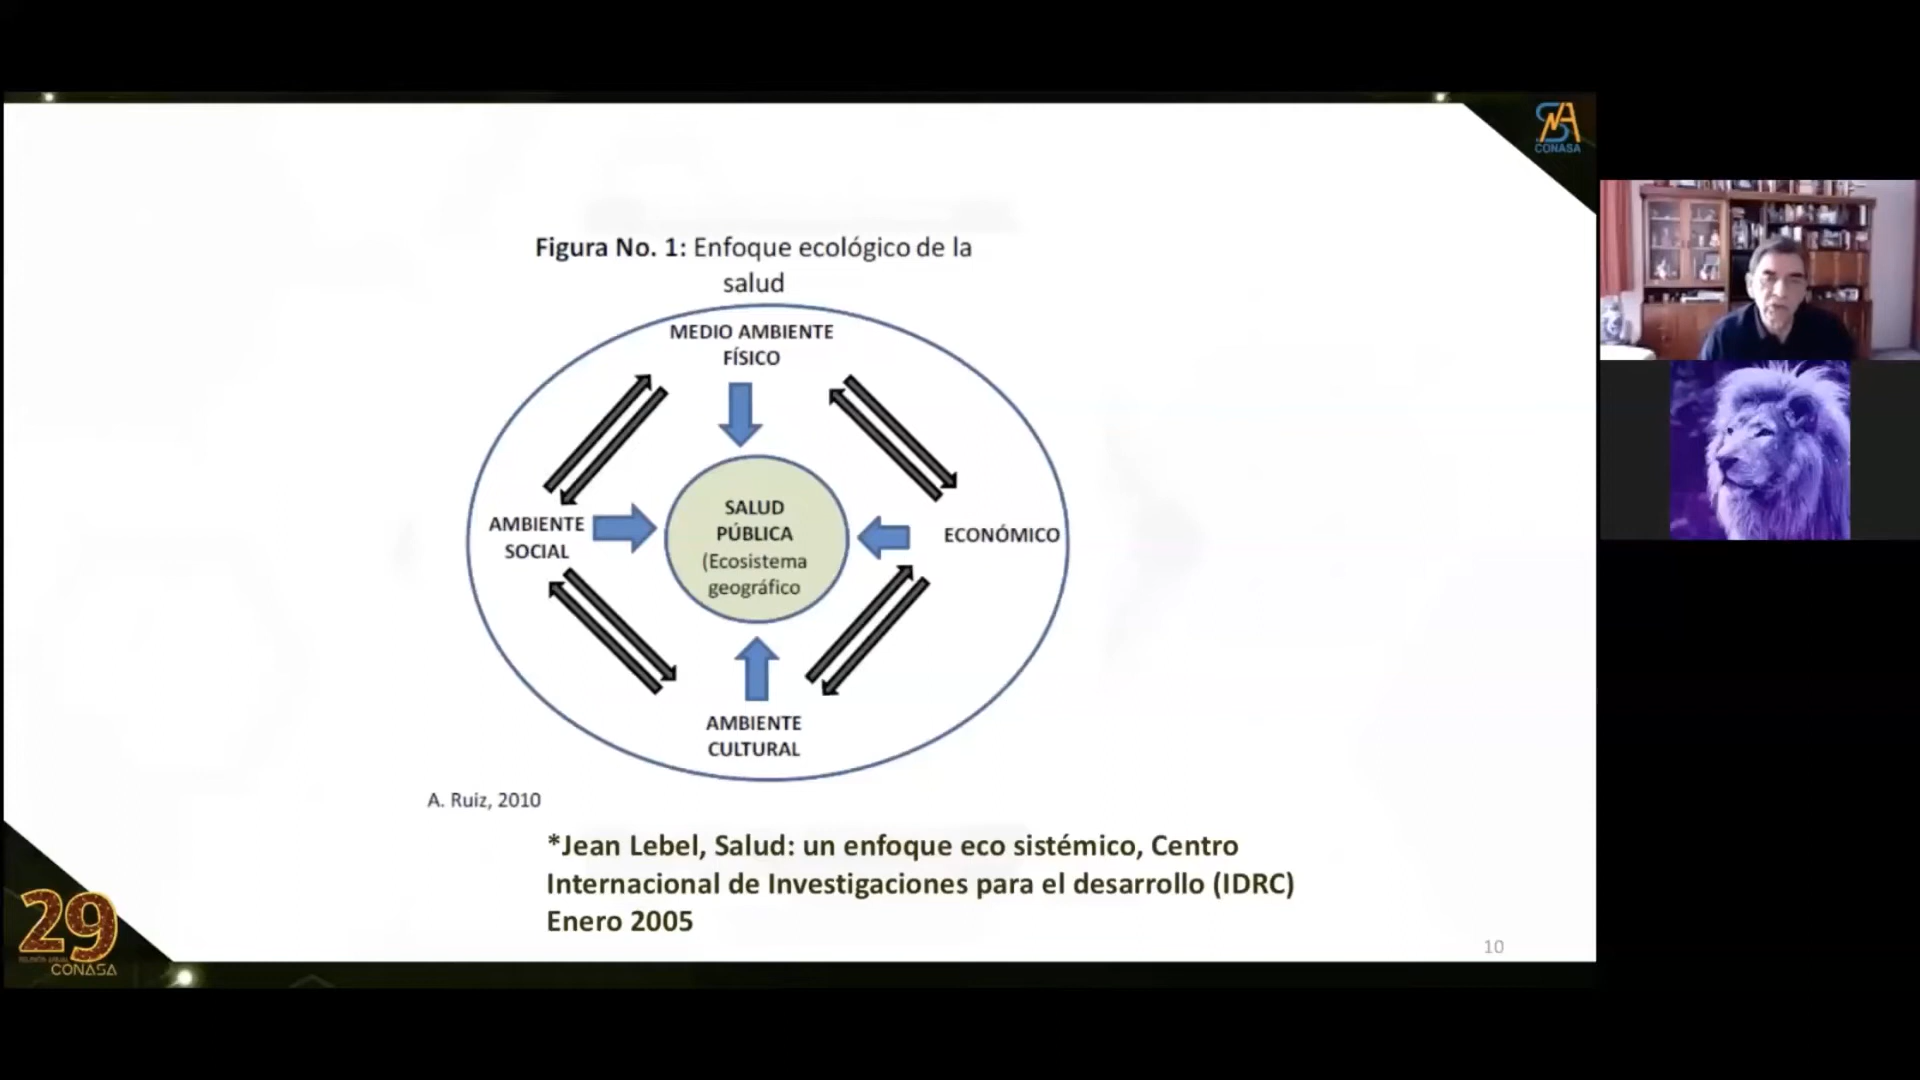 CONASA
Figura No. 1: Enfoque ecológico de la
salud
MEDIO AMBIENTE
FÍSICO
AMBIENTE
SOCIAL
SALUD
PÚBLICA
(Ecosistema
geográfico
ECONÓMICO
AMBIENTE
CULTURAL
A. Ruiz, 2010
*Jean Lebel, Salud: un enfoque eco sistémico, Centro
Internacional de Investigaciones para el desarrollo (IDRC)
Enero 2005
29
REUNIÓN ANUAL
CONASA
10